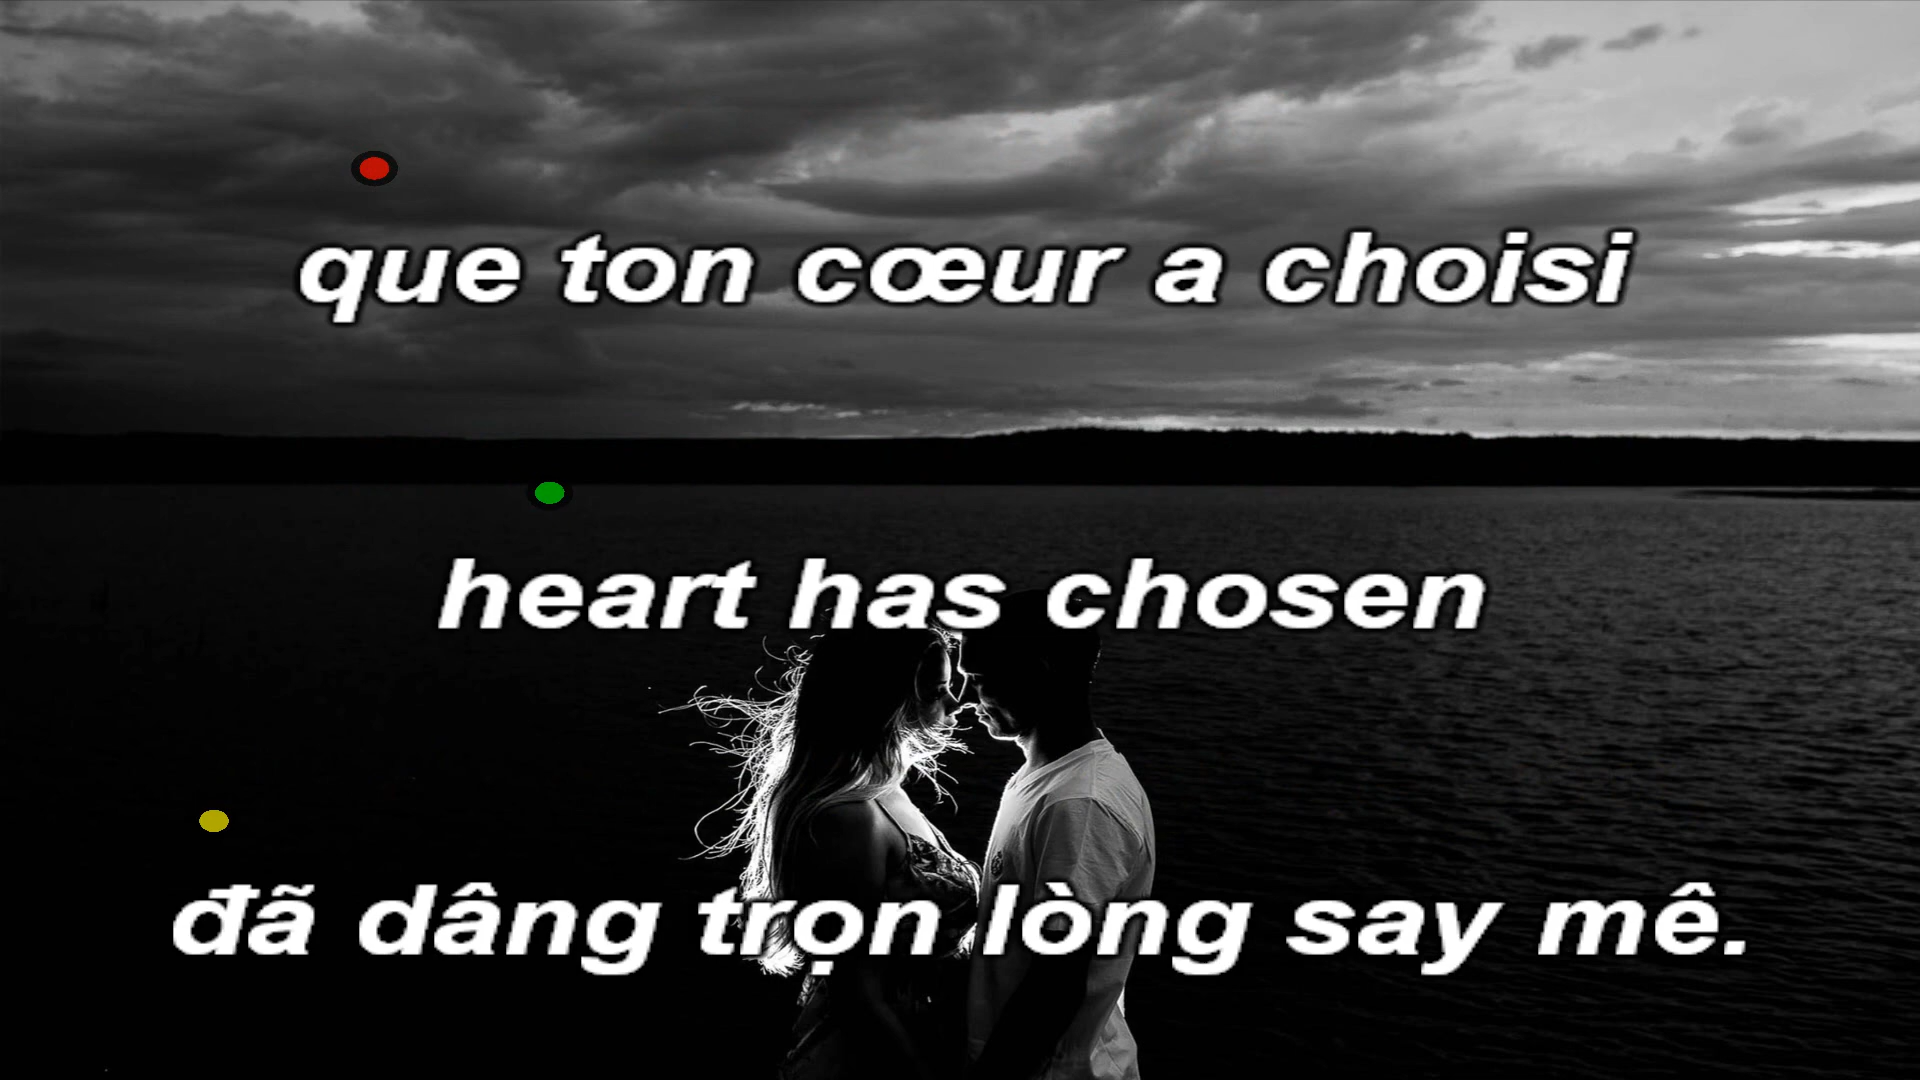 que ton cœur a choisi
heart has chosen
đã dâng trọn lòng say mê.